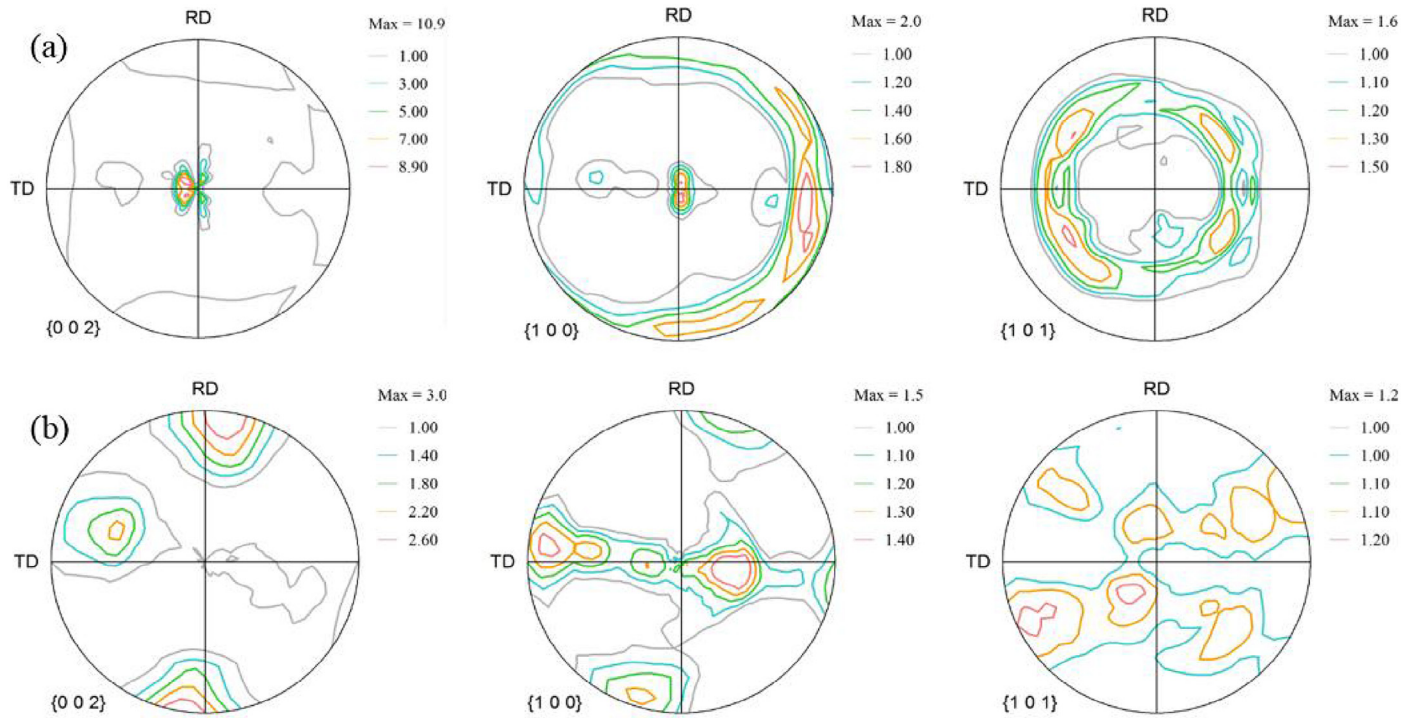 (a)
RD
Max = 10.9
1.00
3.00
5.00
7.00
8.90
TD
{0 0 2}
RD
Max = 2.0
1.00
1.20
1.40
1.60
1.80
TD
{1 0 0}
RD
Max = 1.6
1.00
1.10
1.20
1.30
1.50
TD
{1 0 1}
(b)
RD
Max = 3.0
1.00
1.40
1.80
2.20
2.60
TD
{0 0 2}
RD
Max = 1.5
1.00
1.10
1.20
1.30
1.40
TD
{1 0 0}
RD
Max = 1.2
1.00
1.00
1.10
1.10
1.20
TD
{1 0 1}